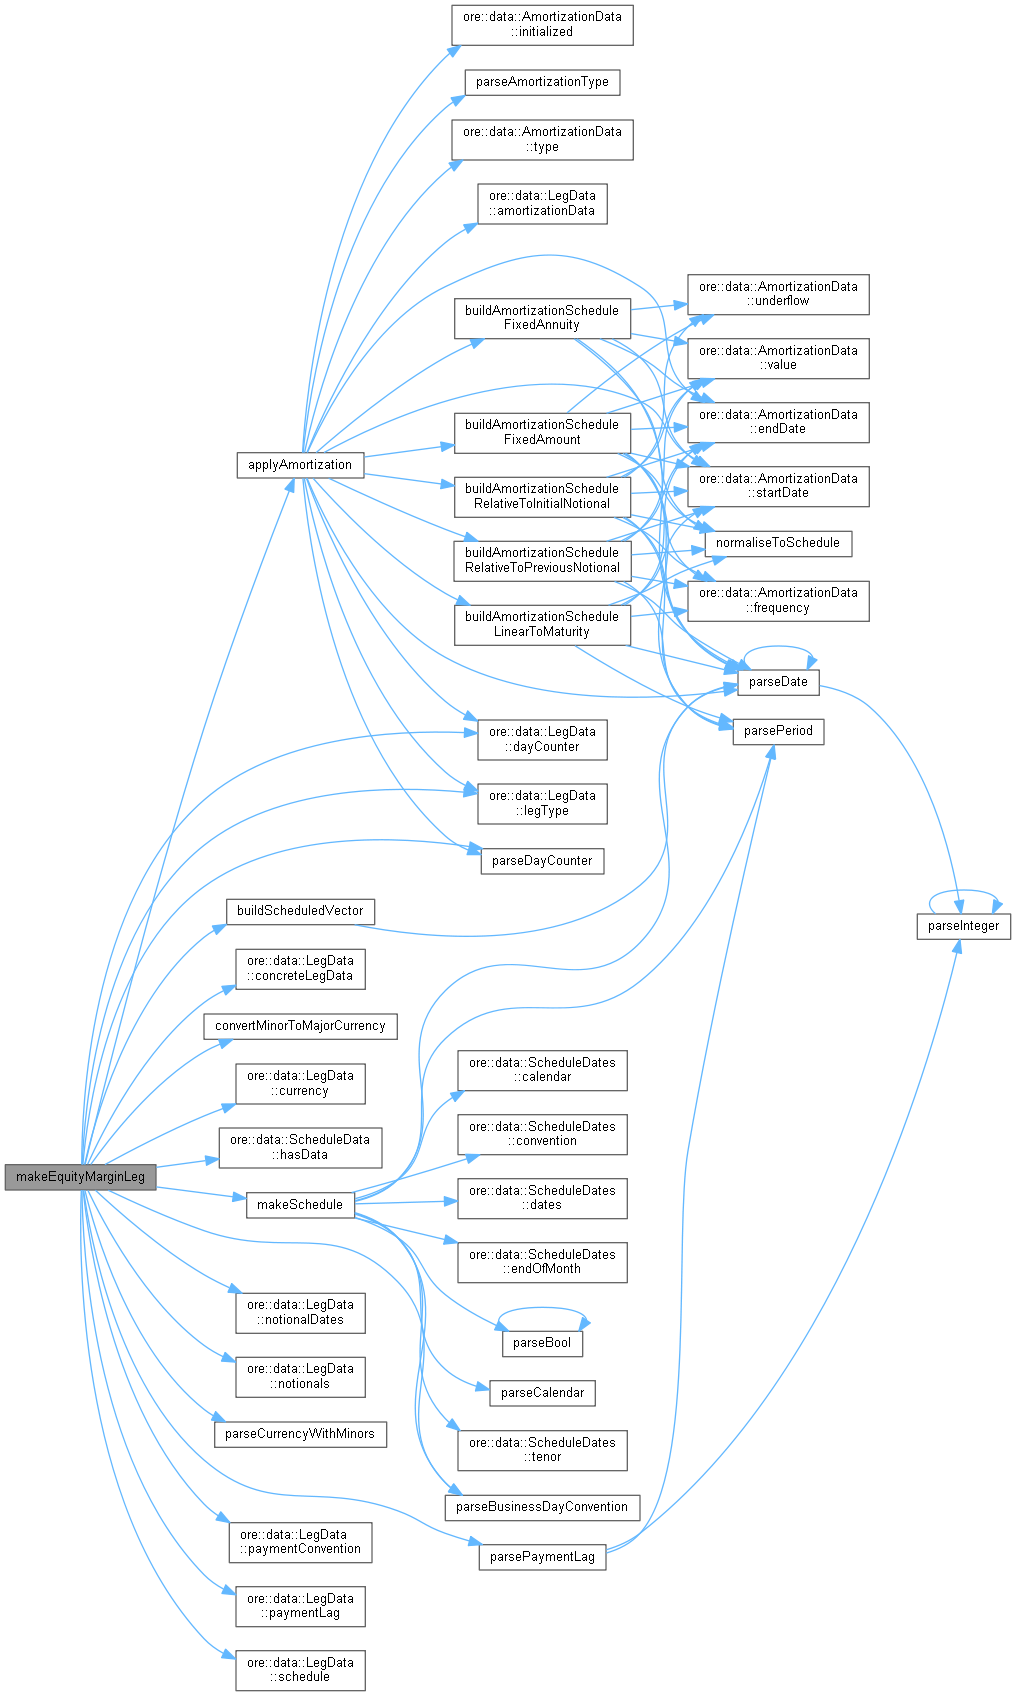 ore::data::AmortizationData
::initialized
parseAmortizationType
ore::data::AmortizationData
::type
ore::data::LegData
::amortizationData
buildAmortizationSchedule
FixedAnnuity
ore::data::AmortizationData
::underflow
ore::data::AmortizationData
::value
buildAmortizationSchedule
FixedAmount
ore::data::AmortizationData
::endDate
applyAmortization
buildAmortizationSchedule
RelativeToInitialNotional
ore::data::AmortizationData
::startDate
buildAmortizationSchedule
RelativeToPreviousNotional
normaliseToSchedule
buildAmortizationSchedule
LinearToMaturity
ore::data::AmortizationData
::frequency
parseDate
ore::data::LegData
::dayCounter
parsePeriod
ore::data::LegData
::legType
parseDayCounter
buildScheduledVector
parseInteger
ore::data::LegData
::concreteLegData
convertMinorToMajorCurrency
ore::data::LegData
::currency
ore::data::ScheduleDates
::calendar
ore::data::ScheduleData
::hasData
ore::data::ScheduleDates
::convention
makeEquityMarginLeg
makeSchedule
ore::data::ScheduleDates
::dates
ore::data::ScheduleDates
::endOfMonth
ore::data::LegData
::notionalDates
parseBool
ore::data::LegData
::notionals
parseCalendar
parseCurrencyWithMinors
ore::data::ScheduleDates
::tenor
parseBusinessDayConvention
ore::data::LegData
::paymentConvention
parsePaymentLag
ore::data::LegData
::paymentLag
ore::data::LegData
::schedule